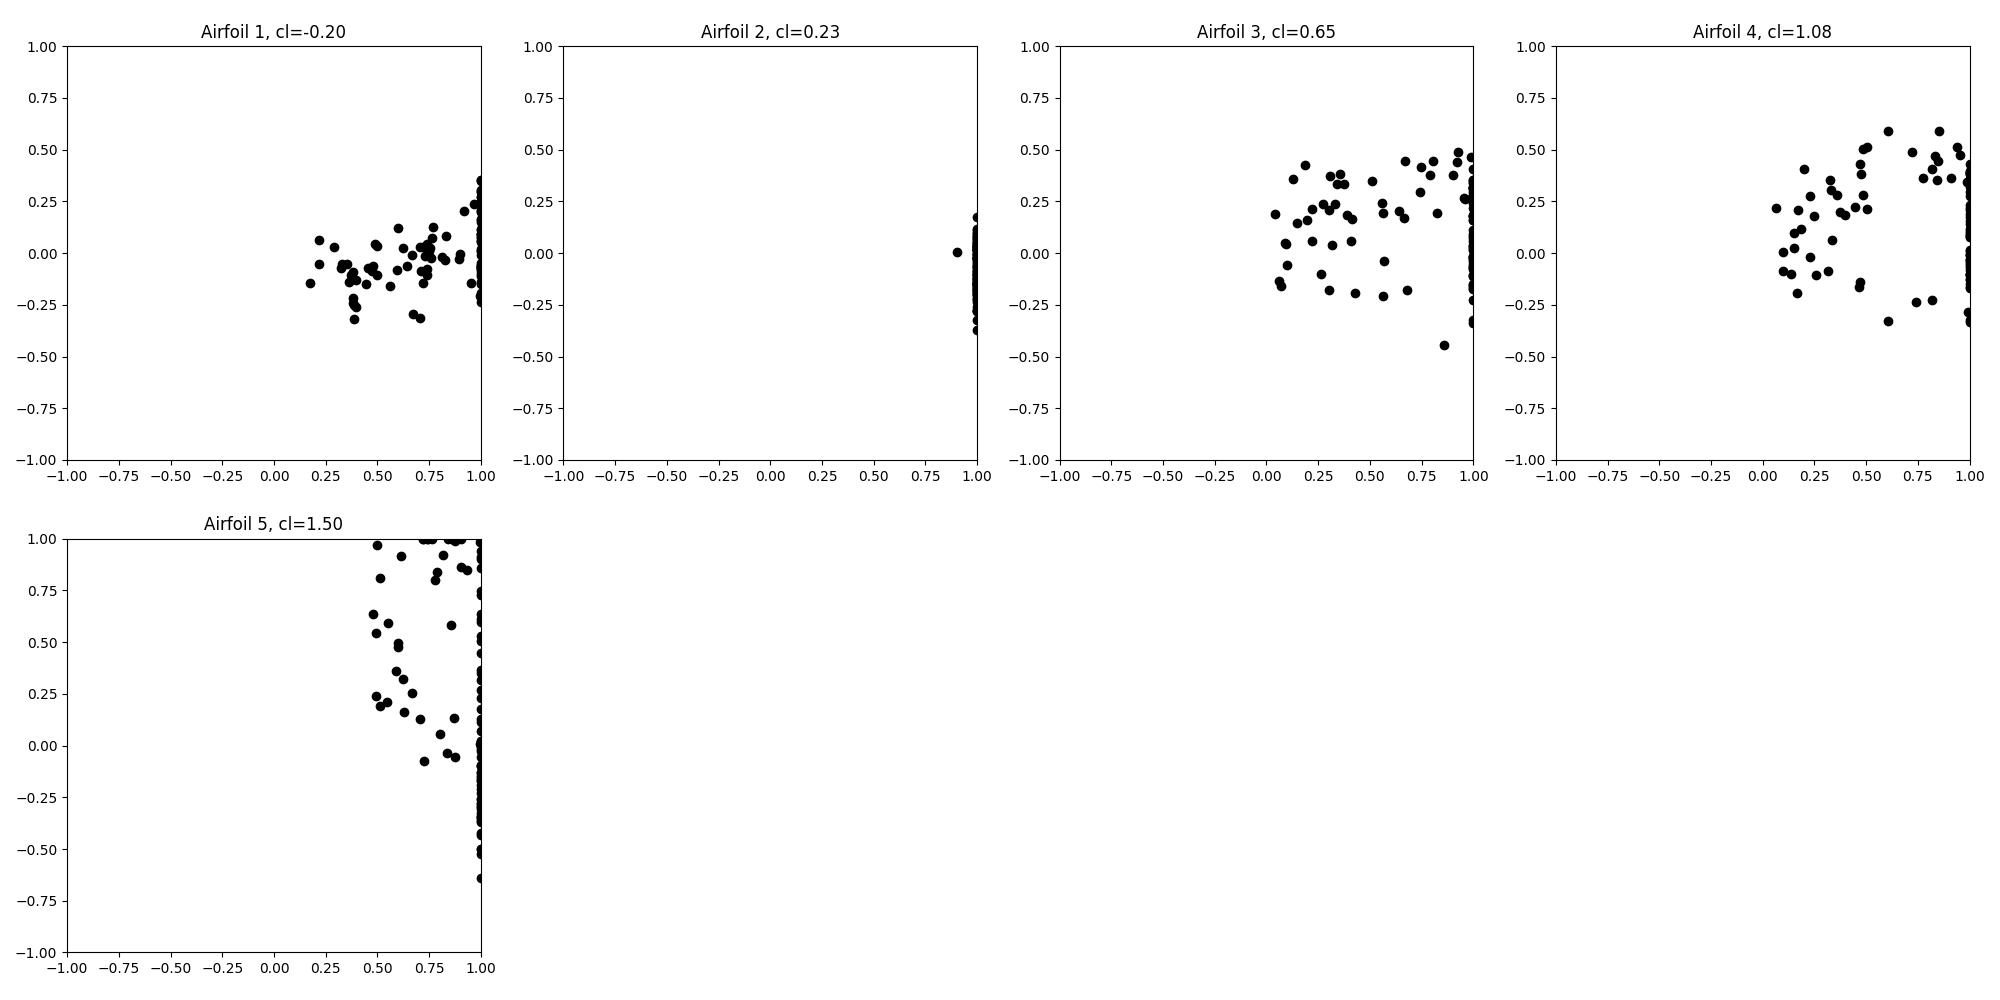 Airfoil 1, cl=-0.20
Airfoil 2, cl=0.23
Airfoil 3, cl=0.65
Airfoil 4, cl=1.08
1.00 1.00 1.00 1.00
0.75 0.75 0.75 0.75
0.50 0.50 0.50 0.50
0.25 0.25 0.25 0.25
0.00 0.00 0.00 0.00
−0.25 −0.25 −0.25 −0.25
−0.50 −0.50 −0.50 −0.50
−0.75 −0.75 −0.75 −0.75
−1.00 −1.00 −1.00 −1.00
−1.00 −0.75 −0.50 −0.25 0.00 0.25 0.50 0.75 1.00
−1.00 −0.75 −0.50 −0.25 0.00 0.25 0.50 0.75 1.00
−1.00 −0.75 −0.50 −0.25 0.00 0.25 0.50 0.75 1.00
−1.00 −0.75 −0.50 −0.25 0.00 0.25 0.50 0.75 1.00
Airfoil 5, cl=1.50
1.00
0.75
0.50
0.25
0.00
−0.25
−0.50
−0.75
−1.00
−1.00 −0.75 −0.50 −0.25 0.00 0.25 0.50 0.75 1.00